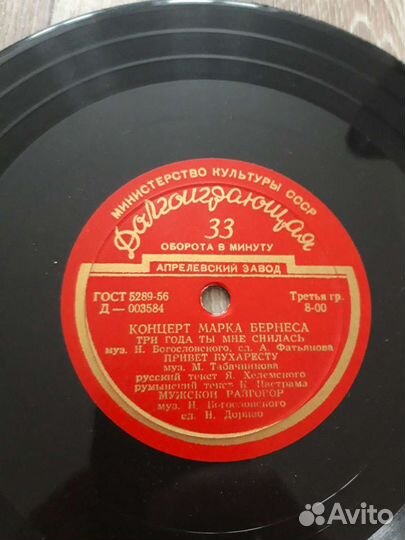 МИНИСТЕРСТВО КУЛЬТУРЫ СССР
Долгоиграющая
33
ОБОРОТА В МИНУТУ
АПРЕЛЕВСКИЙ ЗАВОД
ГОСТ 5289-56
Д — 003584
Третья гр.
8-00
КОНЦЕРТ МАРКА БЕРНЕСА
ТРИ ГОДА ТЫ МНЕ СНИЛАСЬ
муз. Н. Богословского, сл. А. Фатьянова
ПРИВЕТ БУХАРЕСТУ
муз. М. Табачникова
русский текст Я. Хелемского
румынский текст К.
МУЖСКОЙ РАЗГОВОР
муз. Н. Богословского
сл. Н. Доризо
Avito